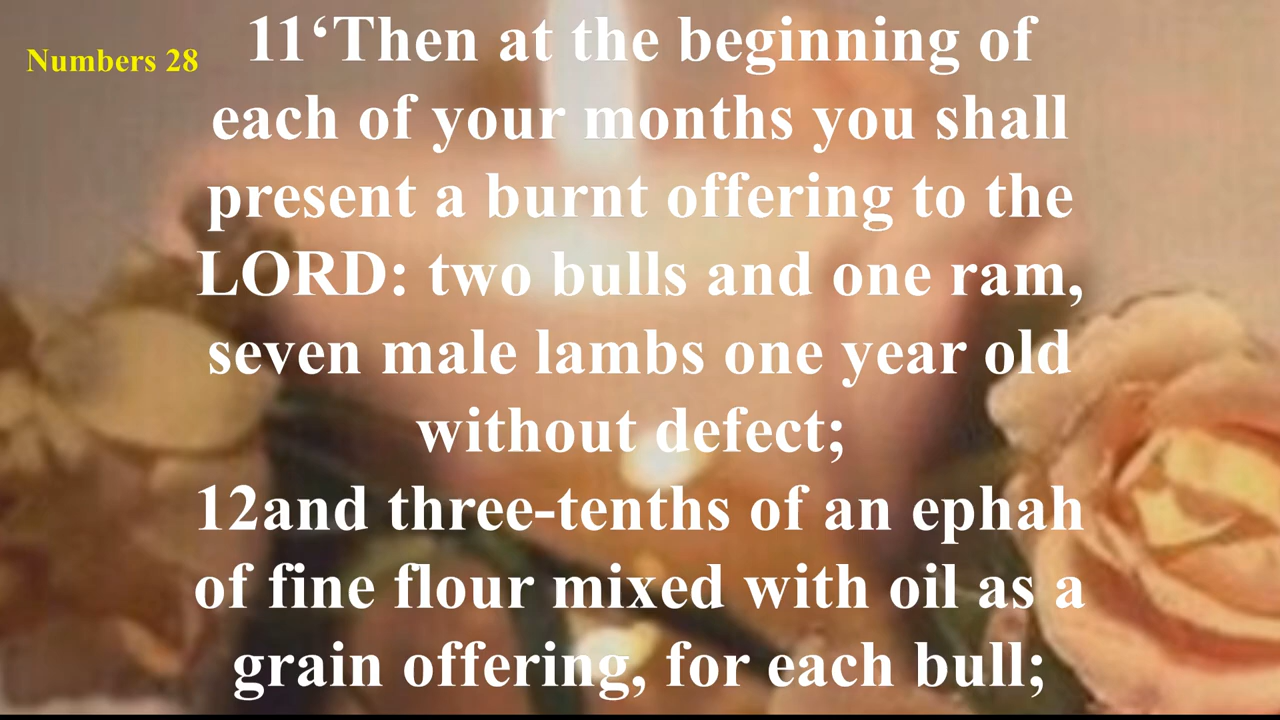 Numbers 28
11‘Then at the beginning of
each of your months you shall
present a burnt offering to the
LORD: two bulls and one ram,
seven male lambs one year old
without defect;
12and three-tenths of an ephah
of fine flour mixed with oil as a
grain offering, for each bull;